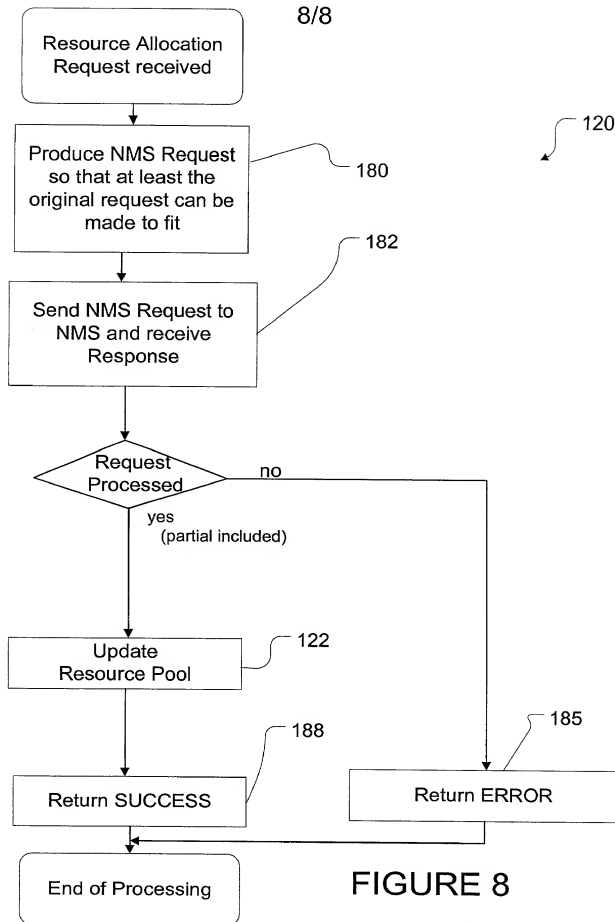 8/8
Resource Allocation
Request received
120
Produce NMS Request
so that at least the
original request can be
made to fit
180
182
Send NMS Request to
NMS and receive
Response
Request
Processed
no
yes
(partial included)
Update
Resource Pool
122
188
185
Return SUCCESS
Return ERROR
End of Processing
FIGURE 8